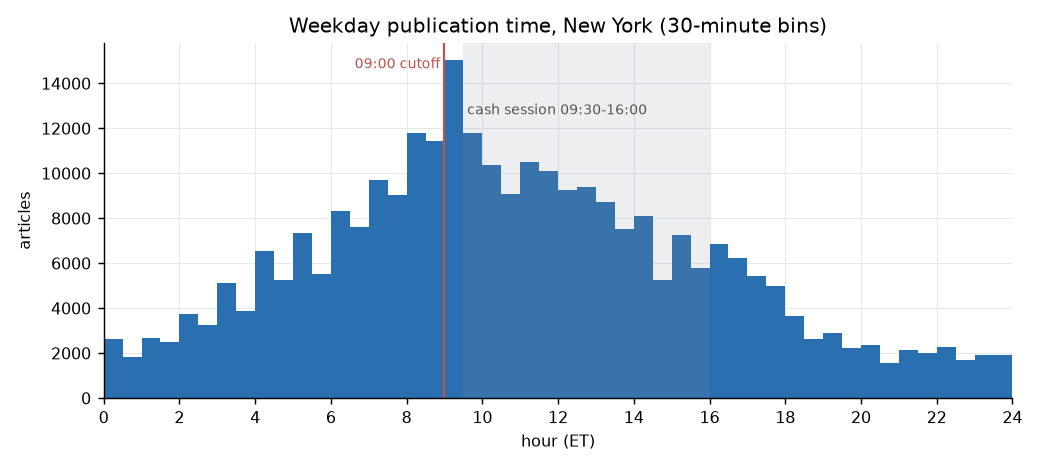 Weekday publication time, New York (30-minute bins)
09:00 cutoff
cash session 09:30-16:00
articles
14000
12000
10000
8000
6000
4000
2000
0
0 2 4 6 8 10 12 14 16 18 20 22 24
hour (ET)